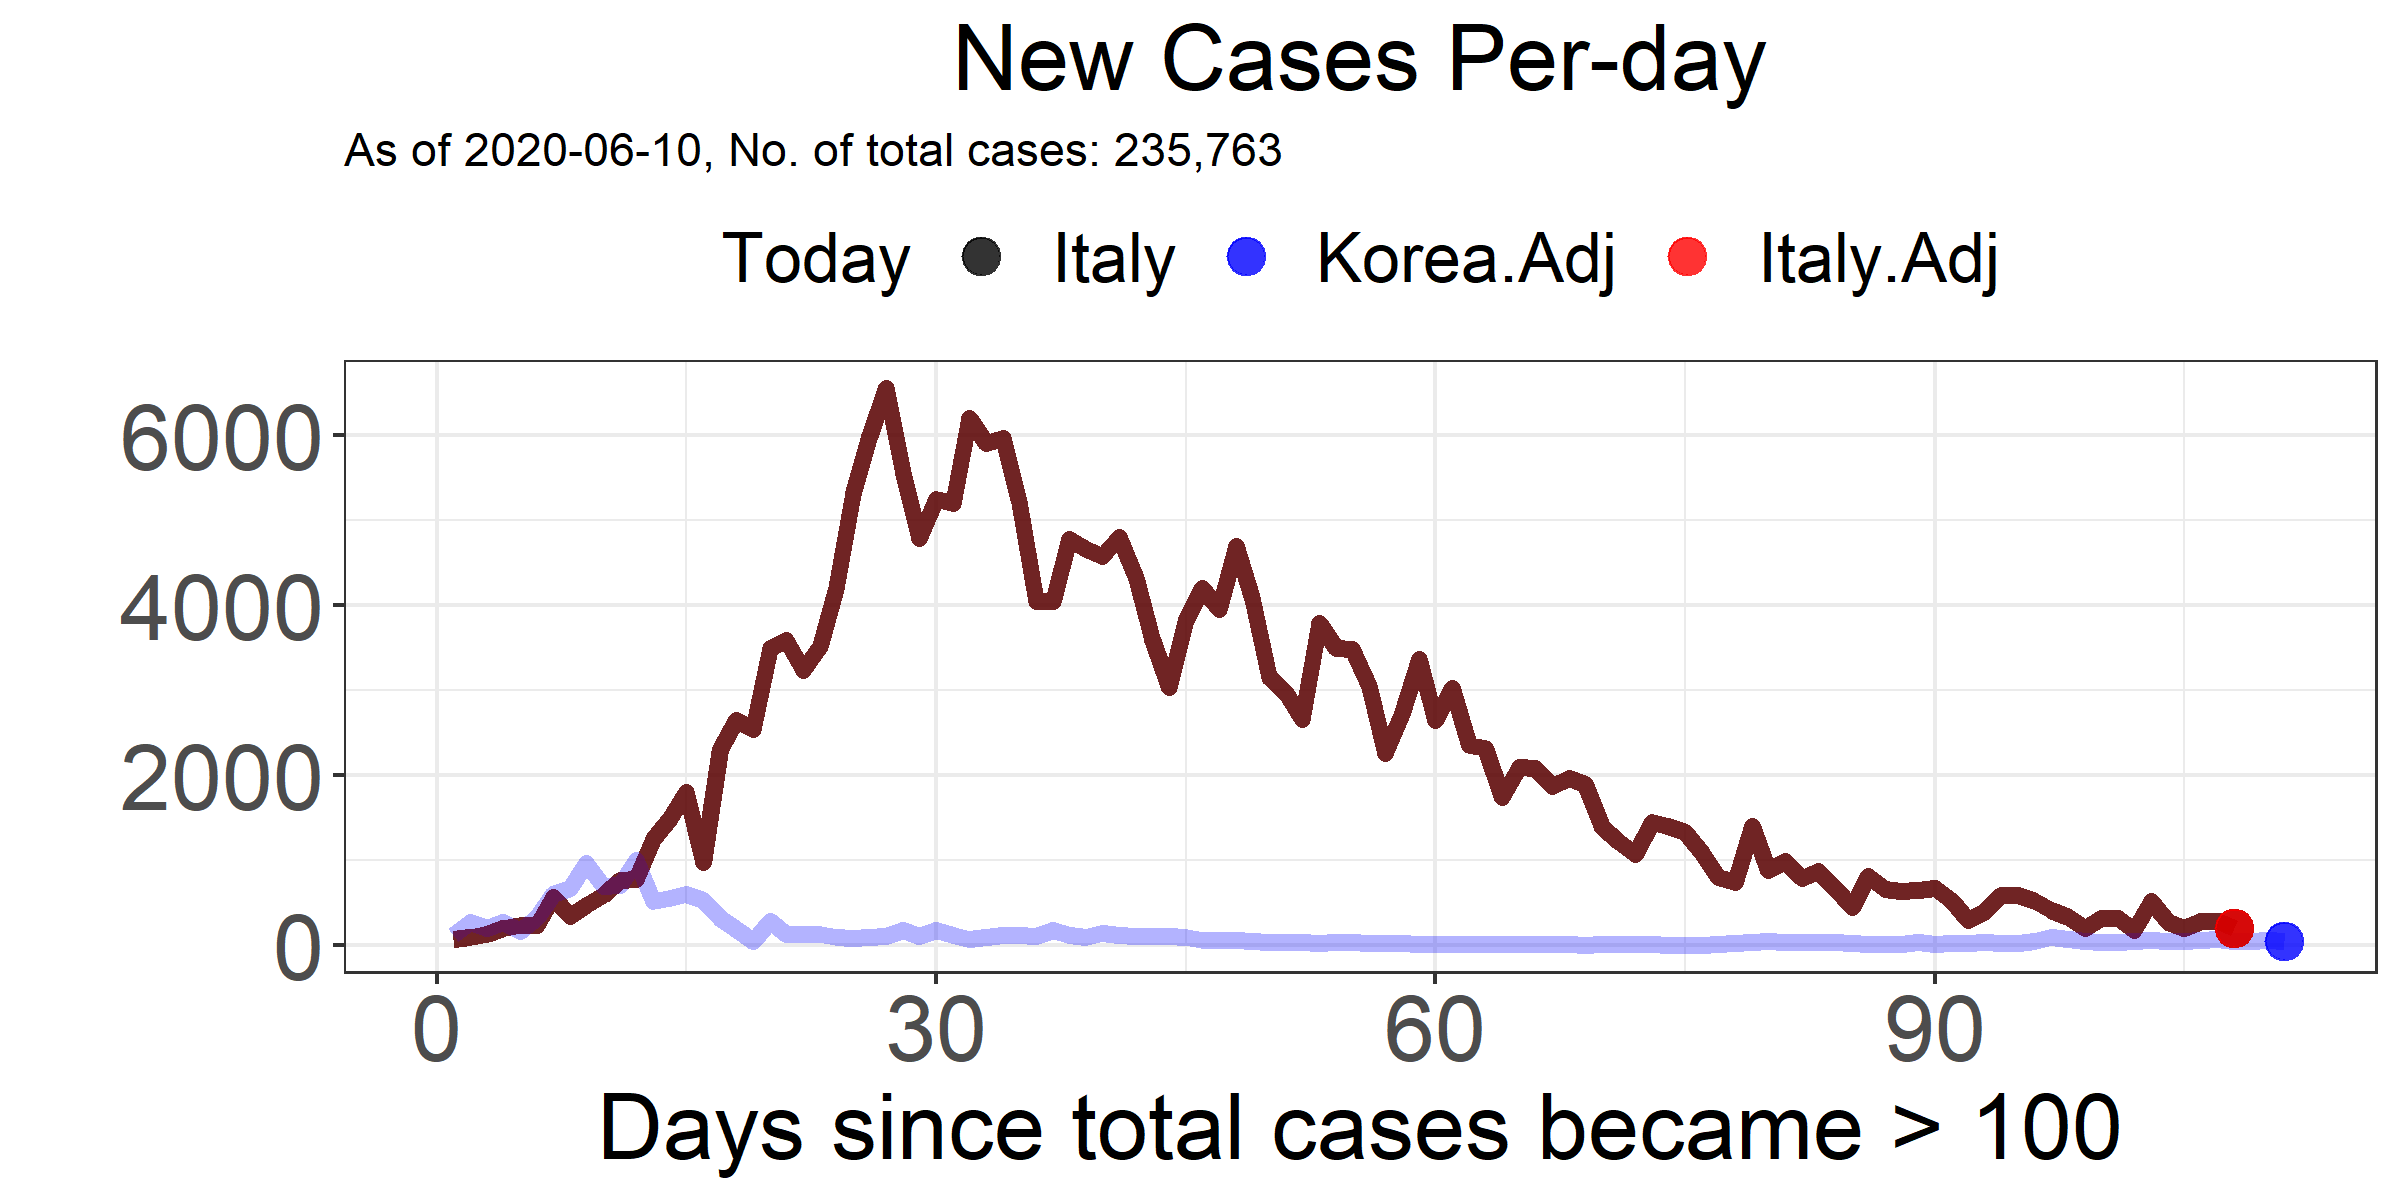 New Cases Per-day
As of 2020-06-10, No. of total cases: 235,763
Today Italy Korea.Adj Italy.Adj
6000
4000
2000
0
0 30 60 90
Days since total cases became > 100